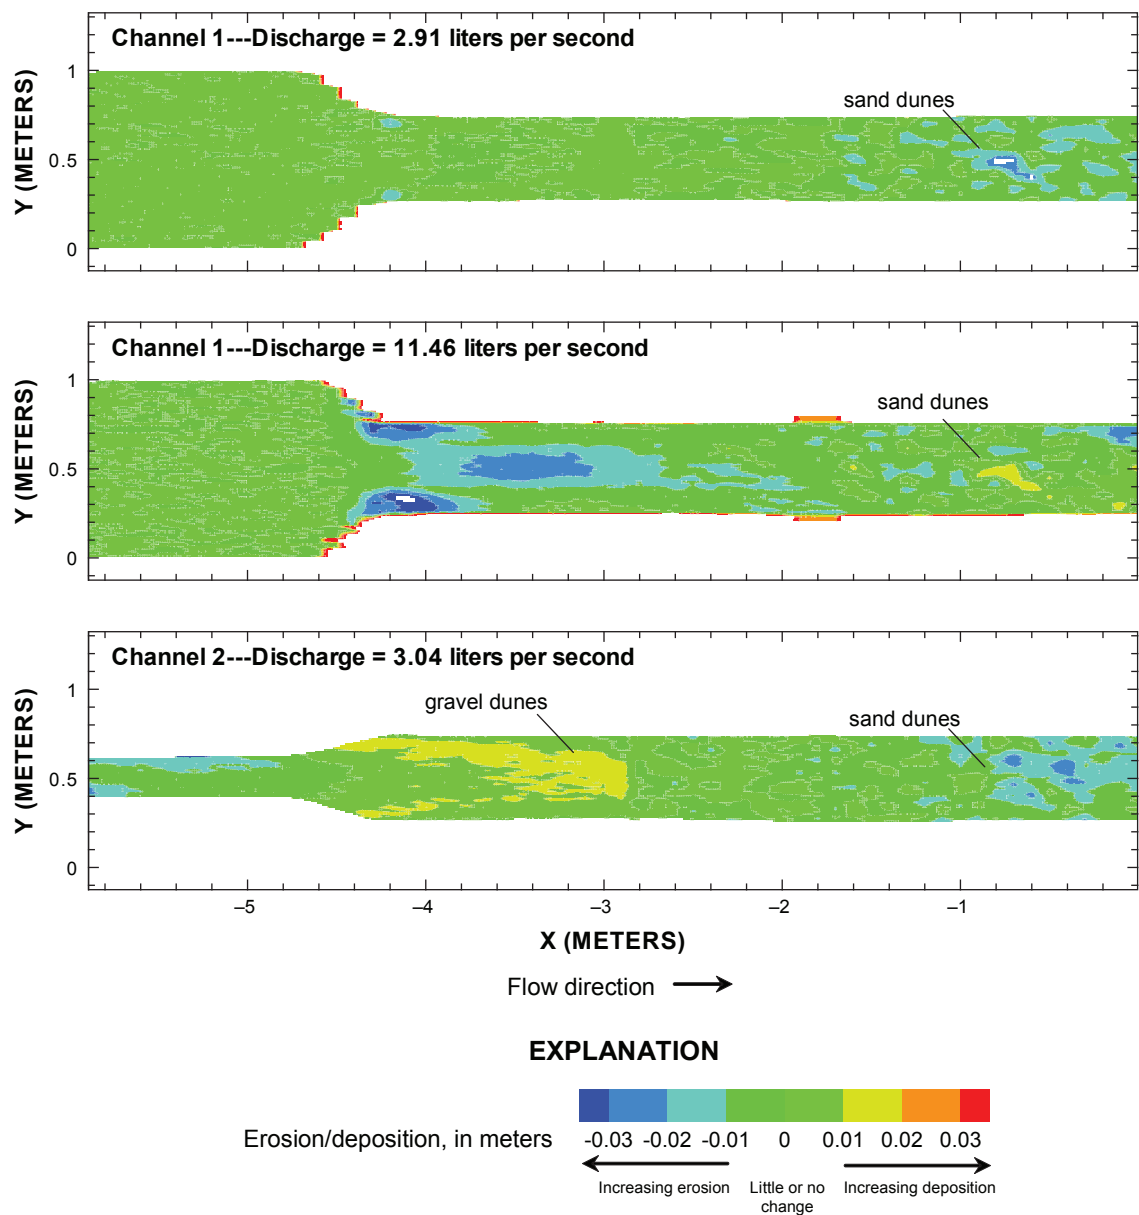 Channel 1---Discharge = 2.91 liters per second
sand dunes
Y (METERS)
1
0.5
0
Channel 1---Discharge = 11.46 liters per second
sand dunes
Y (METERS)
1
0.5
0
Channel 2---Discharge = 3.04 liters per second
gravel dunes
sand dunes
Y (METERS)
1
0.5
0
–5 –4 –3 –2 –1
X (METERS)
Flow direction
EXPLANATION
Erosion/deposition, in meters
-0.03 -0.02 -0.01 0 0.01 0.02 0.03
Increasing erosion Little or no Increasing deposition
change